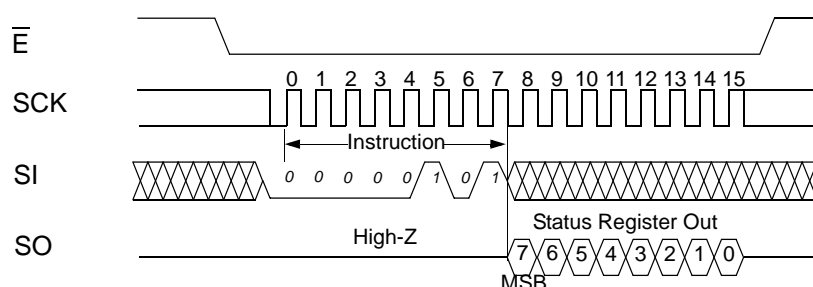 E
0 1 2 3 4 5 6 7 8 9 10 11 12 13 14 15
SCK
Instruction
SI
0 0 0 0 0 1 0 1
Status Register Out
High-Z
SO
7 6 5 4 3 2 1 0
MSB